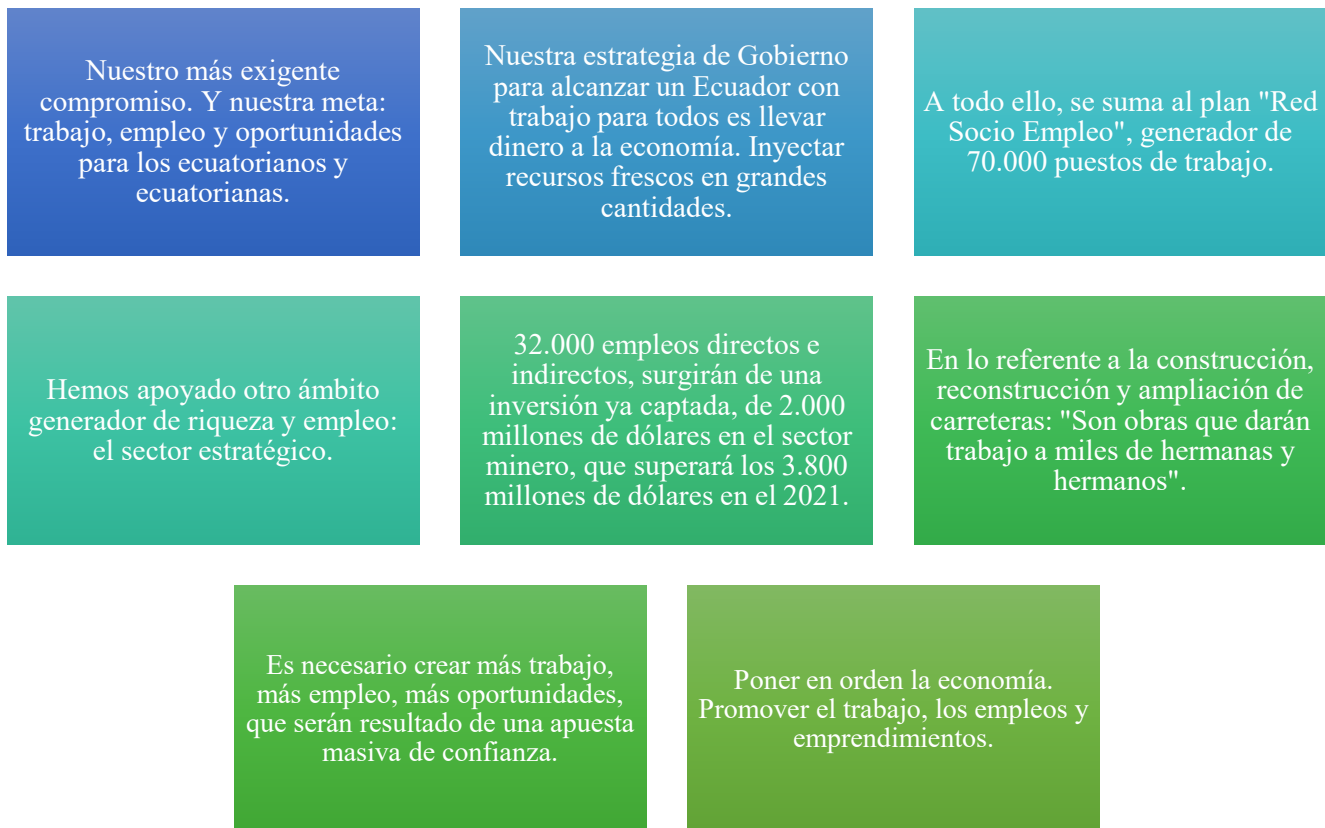 Nuestro más exigente
compromiso. Y nuestra meta:
trabajo, empleo y oportunidades
para los ecuatorianos y
ecuatorianas.
Nuestra estrategia de Gobierno
para alcanzar un Ecuador con
trabajo para todos es llevar
dinero a la economía. Inyectar
recursos frescos en grandes
cantidades.
A todo ello, se suma al plan "Red
Socio Empleo", generador de
70.000 puestos de trabajo.
Hemos apoyado otro ámbito
generador de riqueza y empleo:
el sector estratégico.
32.000 empleos directos e
indirectos, surgirán de una
inversión ya captada, de 2.000
millones de dólares en el sector
minero, que superará los 3.800
millones de dólares en el 2021.
En lo referente a la construcción,
reconstrucción y ampliación de
carreteras: "Son obras que darán
trabajo a miles de hermanas y
hermanos".
Es necesario crear más trabajo,
más empleo, más oportunidades,
que serán resultado de una apuesta
masiva de confianza.
Poner en orden la economía.
Promover el trabajo, los empleos y
emprendimientos.